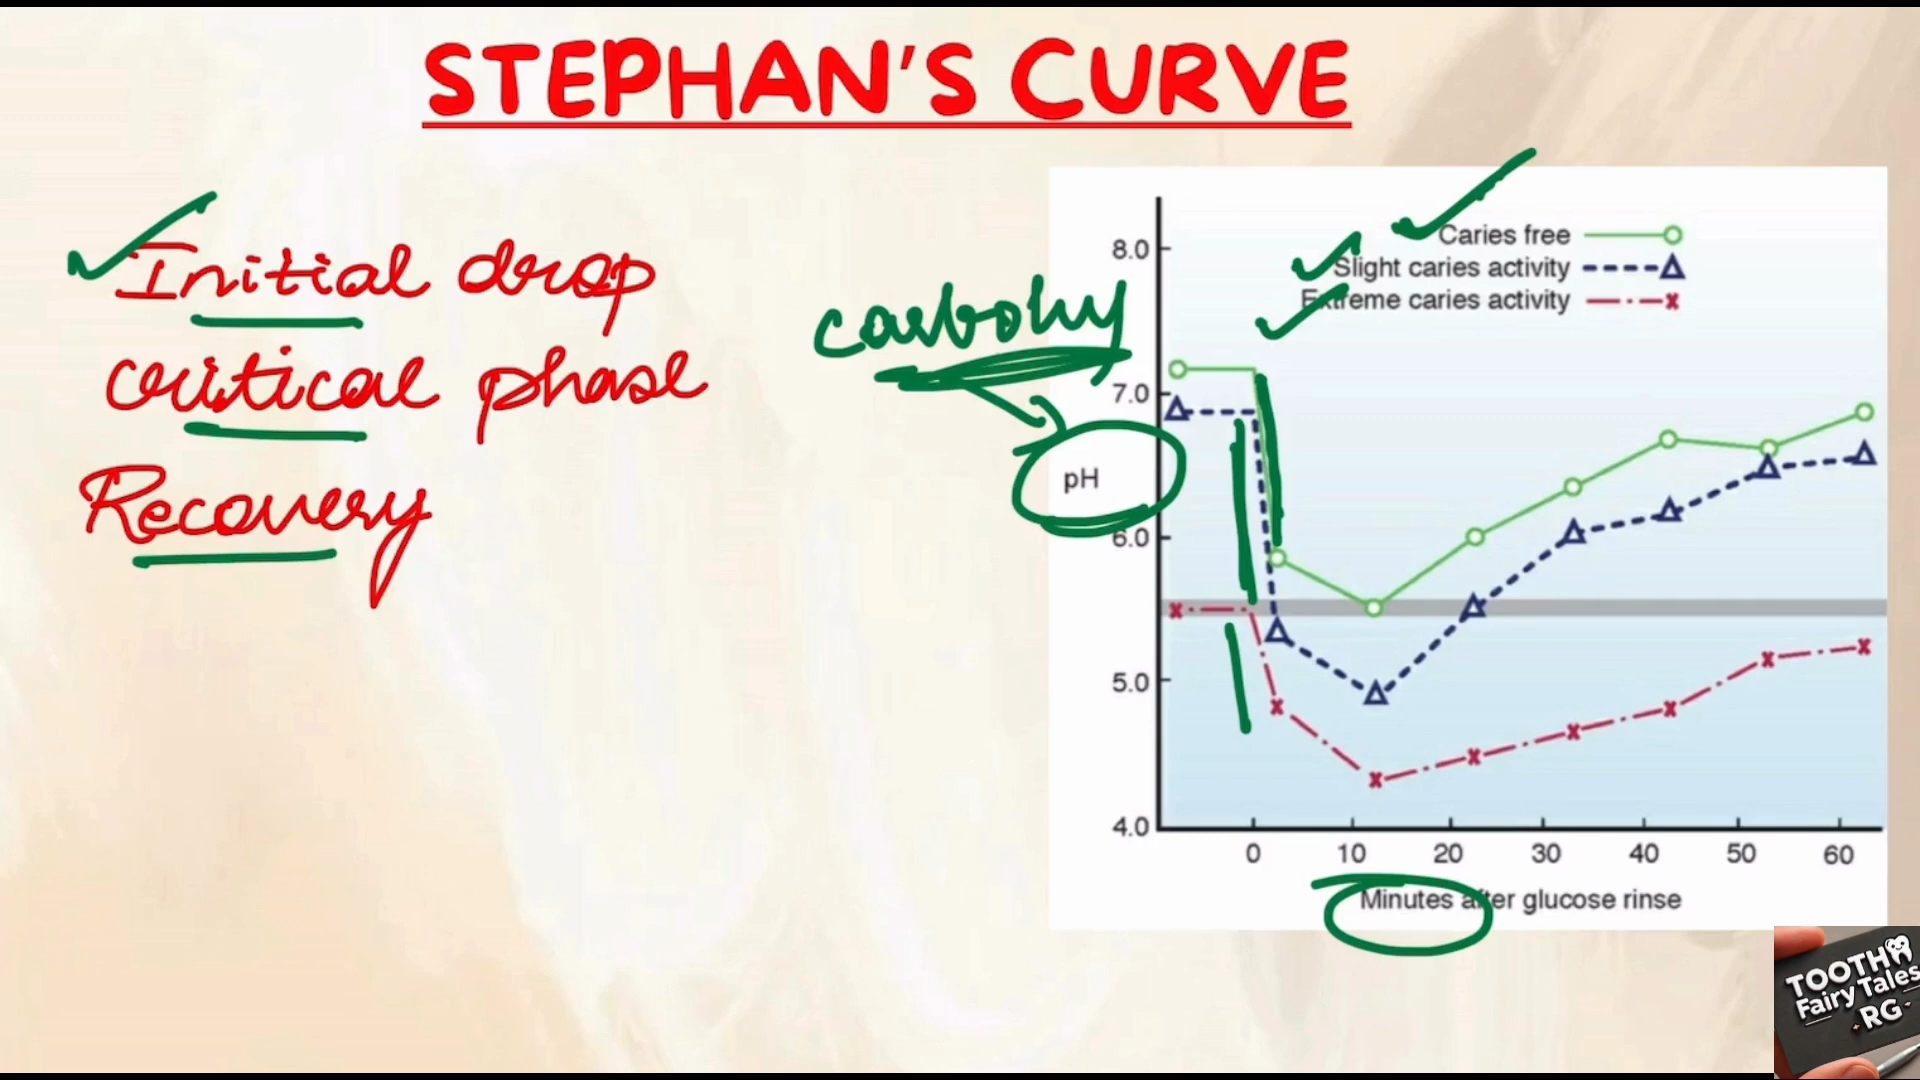 STEPHAN'S CURVE
Initial drop
critical phase
Recovery
carbohy
8.0
7.0
pH
6.0
5.0
4.0
Caries free
Slight caries activity
Extreme caries activity
0 10 20 30 40 50 60
Minutes after glucose rinse
TOOTH
Fairy Tales
RG